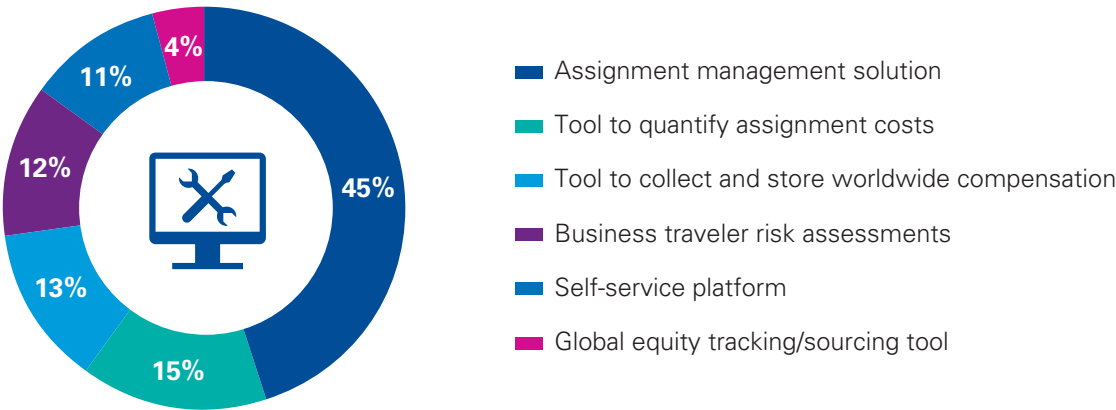 4%
11%
12%
13%
15%
45%
Assignment management solution
Tool to quantify assignment costs
Tool to collect and store worldwide compensation
Business traveler risk assessments
Self-service platform
Global equity tracking/sourcing tool